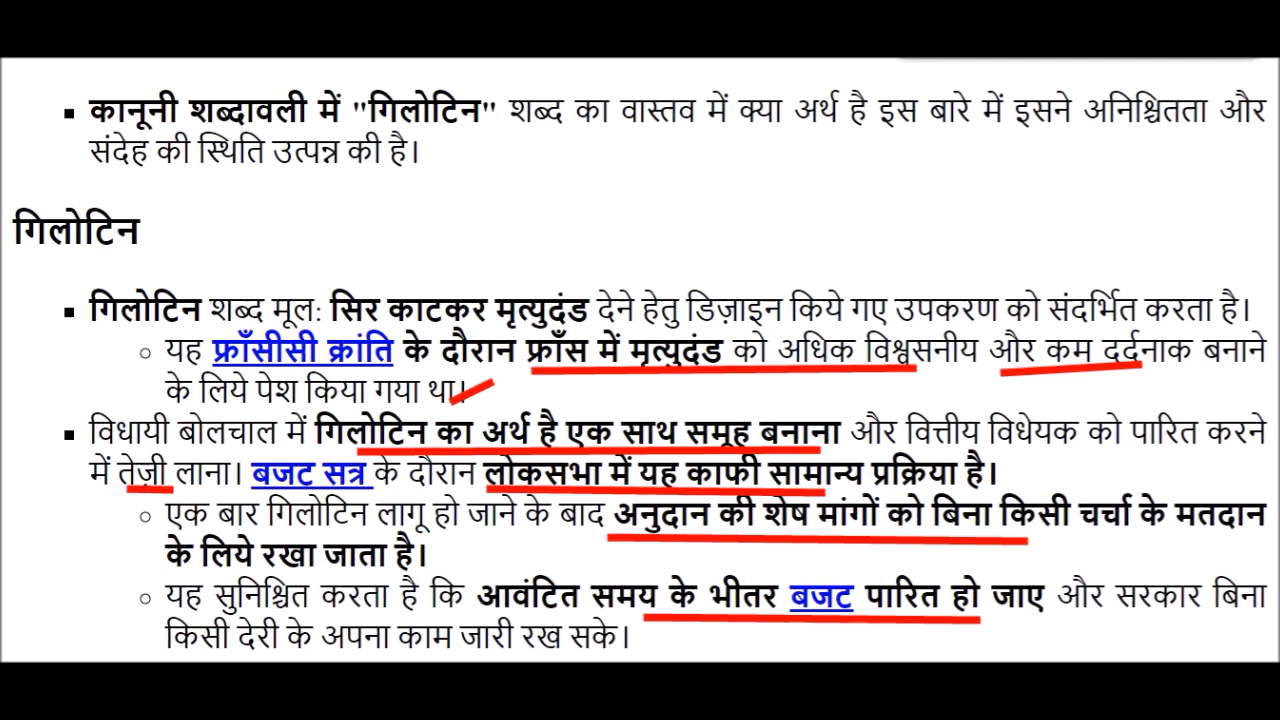 कानूनी शब्दावली में "गिलोटिन" शब्द का वास्तव में क्या अर्थ है इस बारे में इसने अनिश्चितता और
संदेह की स्थिति उत्पन्न की है।
गिलोटिन
गिलोटिन शब्द मूल: सिर काटकर मृत्युदंड देने हेतु डिज़ाइन किये गए उपकरण को संदर्भित करता है।
यह फ्राँसीसी क्रांति के दौरान फ्राँस में मृत्युदंड को अधिक विश्वसनीय और कम दर्दनाक बनाने
के लिये पेश किया गया था।
विधायी बोलचाल में गिलोटिन का अर्थ है एक साथ समूह बनाना और वित्तीय विधेयक को पारित करने
में तेज़ी लाना। बजट सत्र के दौरान लोकसभा में यह काफी सामान्य प्रक्रिया है।
एक बार गिलोटिन लागू हो जाने के बाद अनुदान की शेष मांगों को बिना किसी चर्चा के मतदान
के लिये रखा जाता है।
यह सुनिश्चित करता है कि आवंटित समय के भीतर बजट पारित हो जाए और सरकार बिना
किसी देरी के अपना काम जारी रख सके।